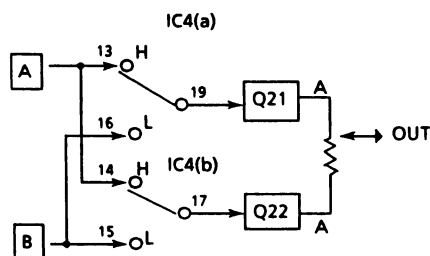 IC4(a)
A 13 H
19 Q21 A
16 L
OUT
14 H IC4(b)
17 Q22
A
B 15 L